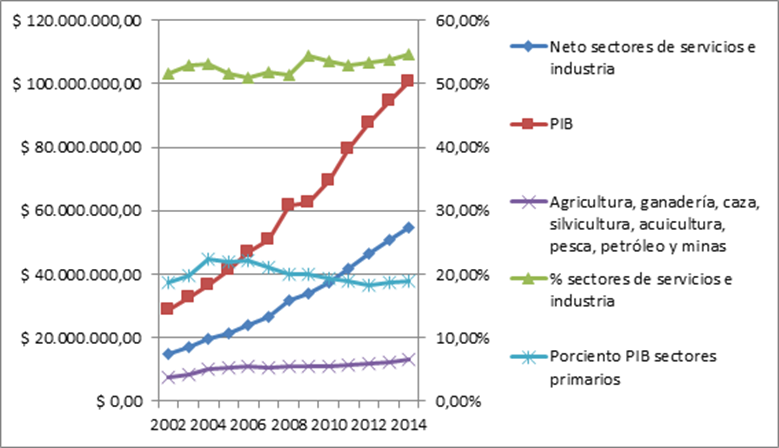 $ 120.000.000,00
$ 100.000.000,00
$ 80.000.000,00
$ 60.000.000,00
$ 40.000.000,00
$ 20.000.000,00
$ 0,00
60,00%
50,00%
40,00%
30,00%
20,00%
10,00%
0,00%
2002 2004 2006 2008 2010 2012 2014
Neto sectores de servicios e
industria
PIB
Agricultura, ganadería, caza,
silvicultura, acuicultura,
pesca, petróleo y minas
% sectores de servicios e
industria
Porciento PIB sectores
primarios